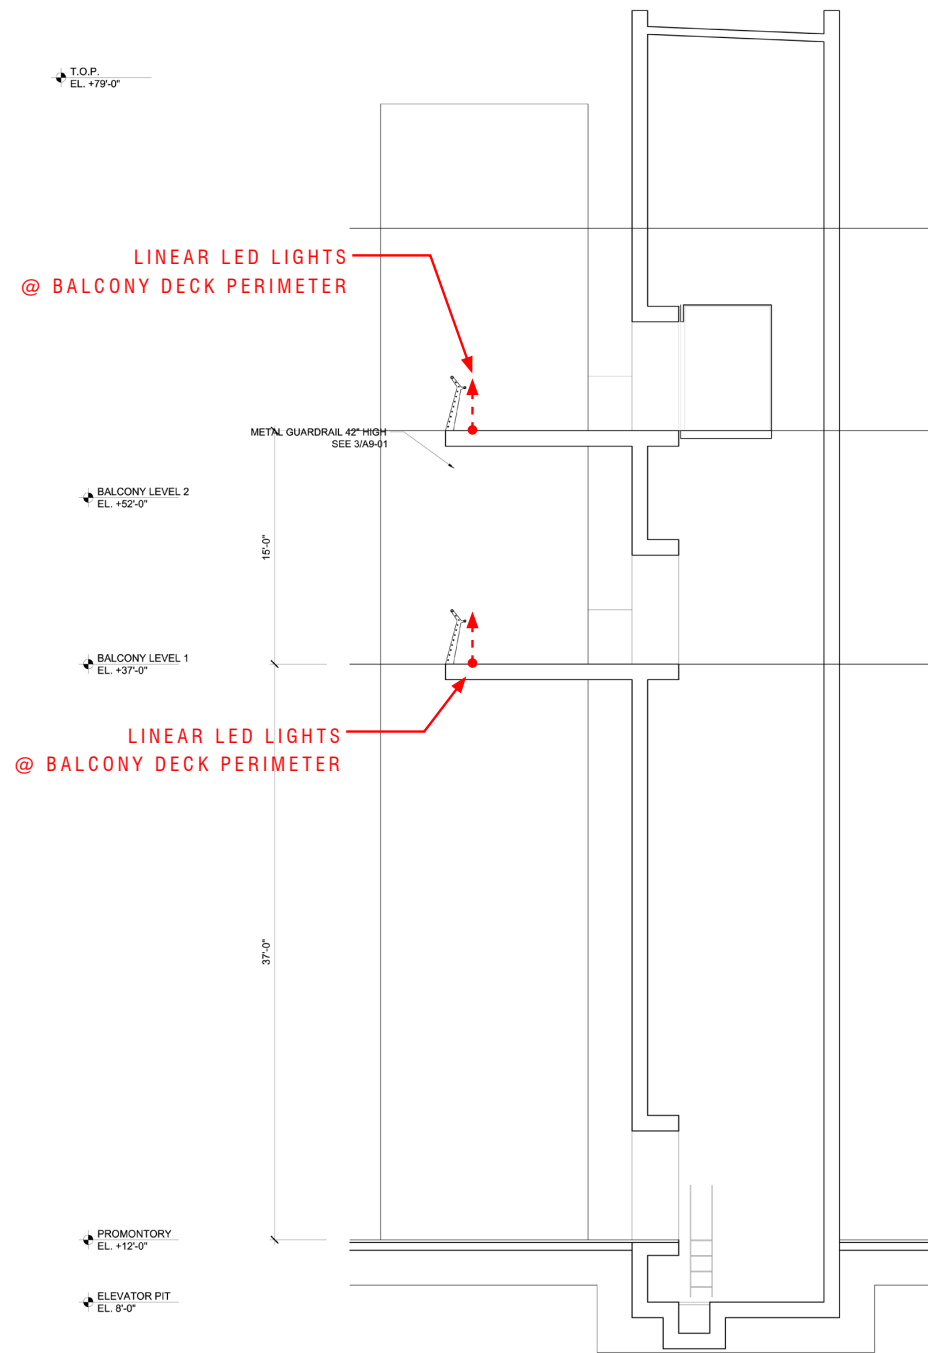 T.O.P.
EL. +79'-0"
LINEAR LED LIGHTS
@ BALCONY DECK PERIMETER
METAL GUARDRAIL 42" HIGH
SEE 3/A9-01
BALCONY LEVEL 2
EL. +52'-0"
15'-0"
BALCONY LEVEL 1
EL. +37'-0"
LINEAR LED LIGHTS
@ BALCONY DECK PERIMETER
37'-0"
PROMONTORY
EL. +12'-0"
ELEVATOR PIT
EL. 8'-0"